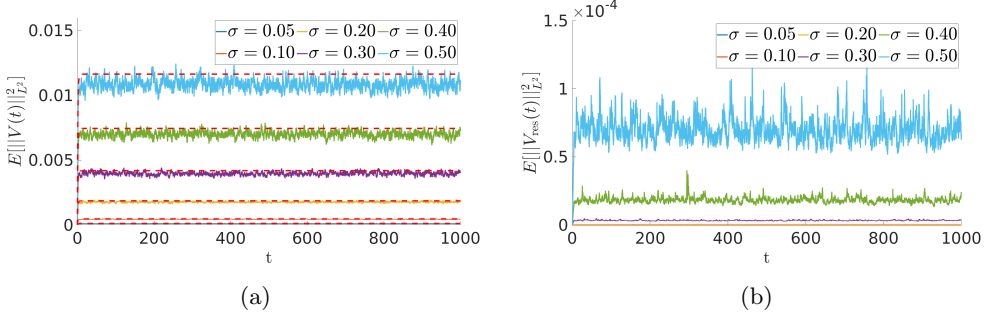 0.015
0.01
0.005
0
E[||V(t)||²_{L²}]
σ = 0.05 σ = 0.20 σ = 0.40
σ = 0.10 σ = 0.30 σ = 0.50
0 200 400 600 800 1000
t
(a)
1.5 ×10⁻⁴
1
0.5
0
E[||V_res(t)||²_{L²}]
σ = 0.05 σ = 0.20 σ = 0.40
σ = 0.10 σ = 0.30 σ = 0.50
0 200 400 600 800 1000
t
(b)